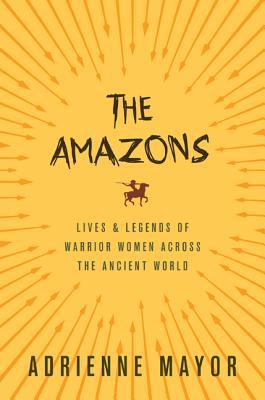 THE
AMAZONS
LIVES & LEGENDS OF
WARRIOR WOMEN ACROSS
THE ANCIENT WORLD
ADRIENNE MAYOR